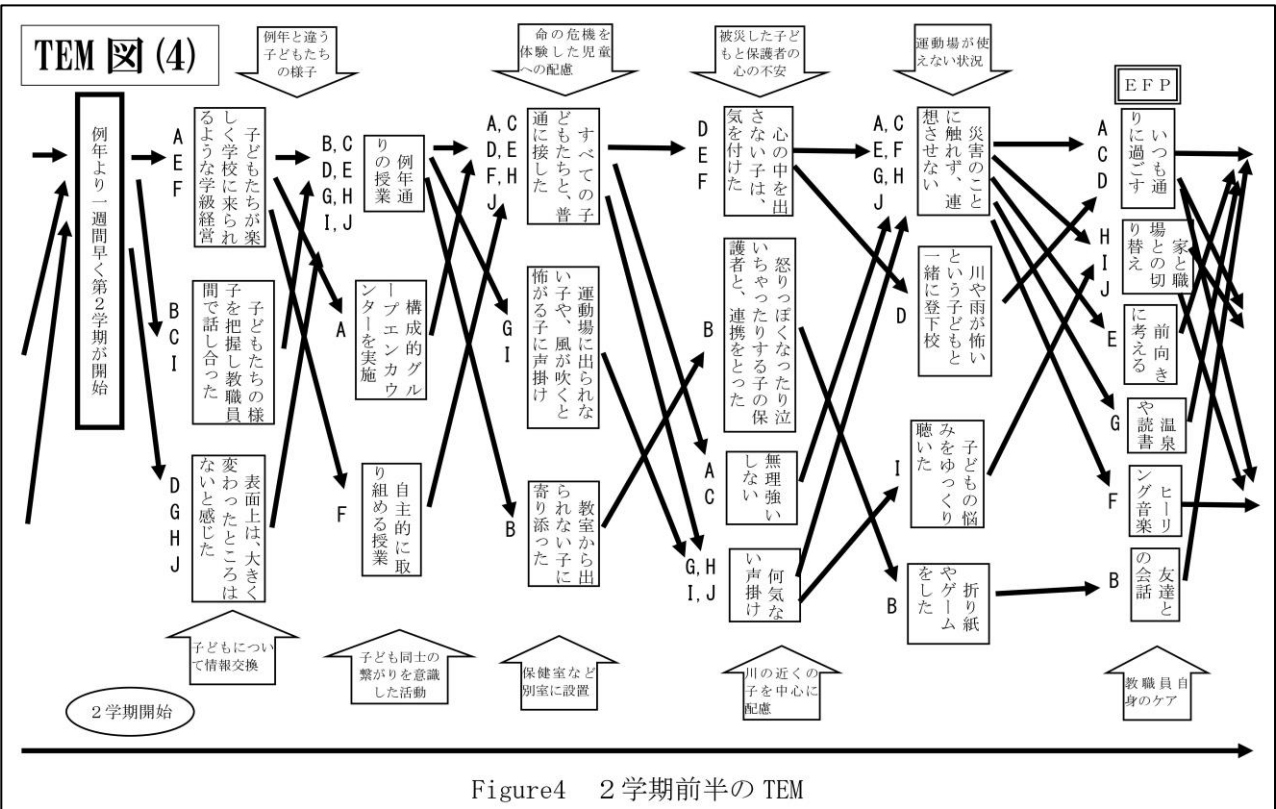 TEM 図(4)
例年と違う
子どもたち
の様子
命の危機を
体験した児童
への配慮
被災した子ど
もと保護者の
心の不安
運動場が使
えない状況
EFP
例年より一週間早く第2学期が開始
A
E
F
子どもたちが楽
しく学校に来られ
るような学級経営
B
C
I
子どもたちの様
子を把握し教職員
間で話し合った
D
G
H
J
表面上は、大きく
変わったところは
ないと感じた
B, C
D, E
G, H
I, J
例年通
りの授業
A
構成的グル
ープエンカウ
ンターを実施
F
自主的に取
り組める授業
A, C
D, E
F, H
J
すべての子
どもたちと、普
通に接した
G
I
運動場に出られな
い子や、風が吹くと
怖がる子に声掛け
B
教室から出
られない子に
寄り添った
D
E
F
心の中を出
さない子は、
気を付けた
B
怒りっぽくなったり泣
いちゃったりする子の保
護者と、連携をとった
A
C
無理強い
しない
G, H
I, J
何気な
い声掛け
A, C
E, F
G, H
J
災害のこと
に触れず、連
想させない
D
川や雨が怖い
という子どもと
一緒に登下校
I
子どもの悩
みをゆっくり
聴いた
B
折り紙
やゲーム
をした
A
C
D
いつも通
りに過ごす
H
I
J
家と職
場との切
り替え
E
前向き
に考える
G
温泉
や読書
F
ヒーリ
ング音楽
B
友達と
の会話
子どもについ
て情報交換
子ども同士の
繋がりを意識
した活動
保健室など
別室に設置
川の近くの
子を中心に
配慮
教職員自
身のケア
2学期開始
Figure4 2学期前半の TEM